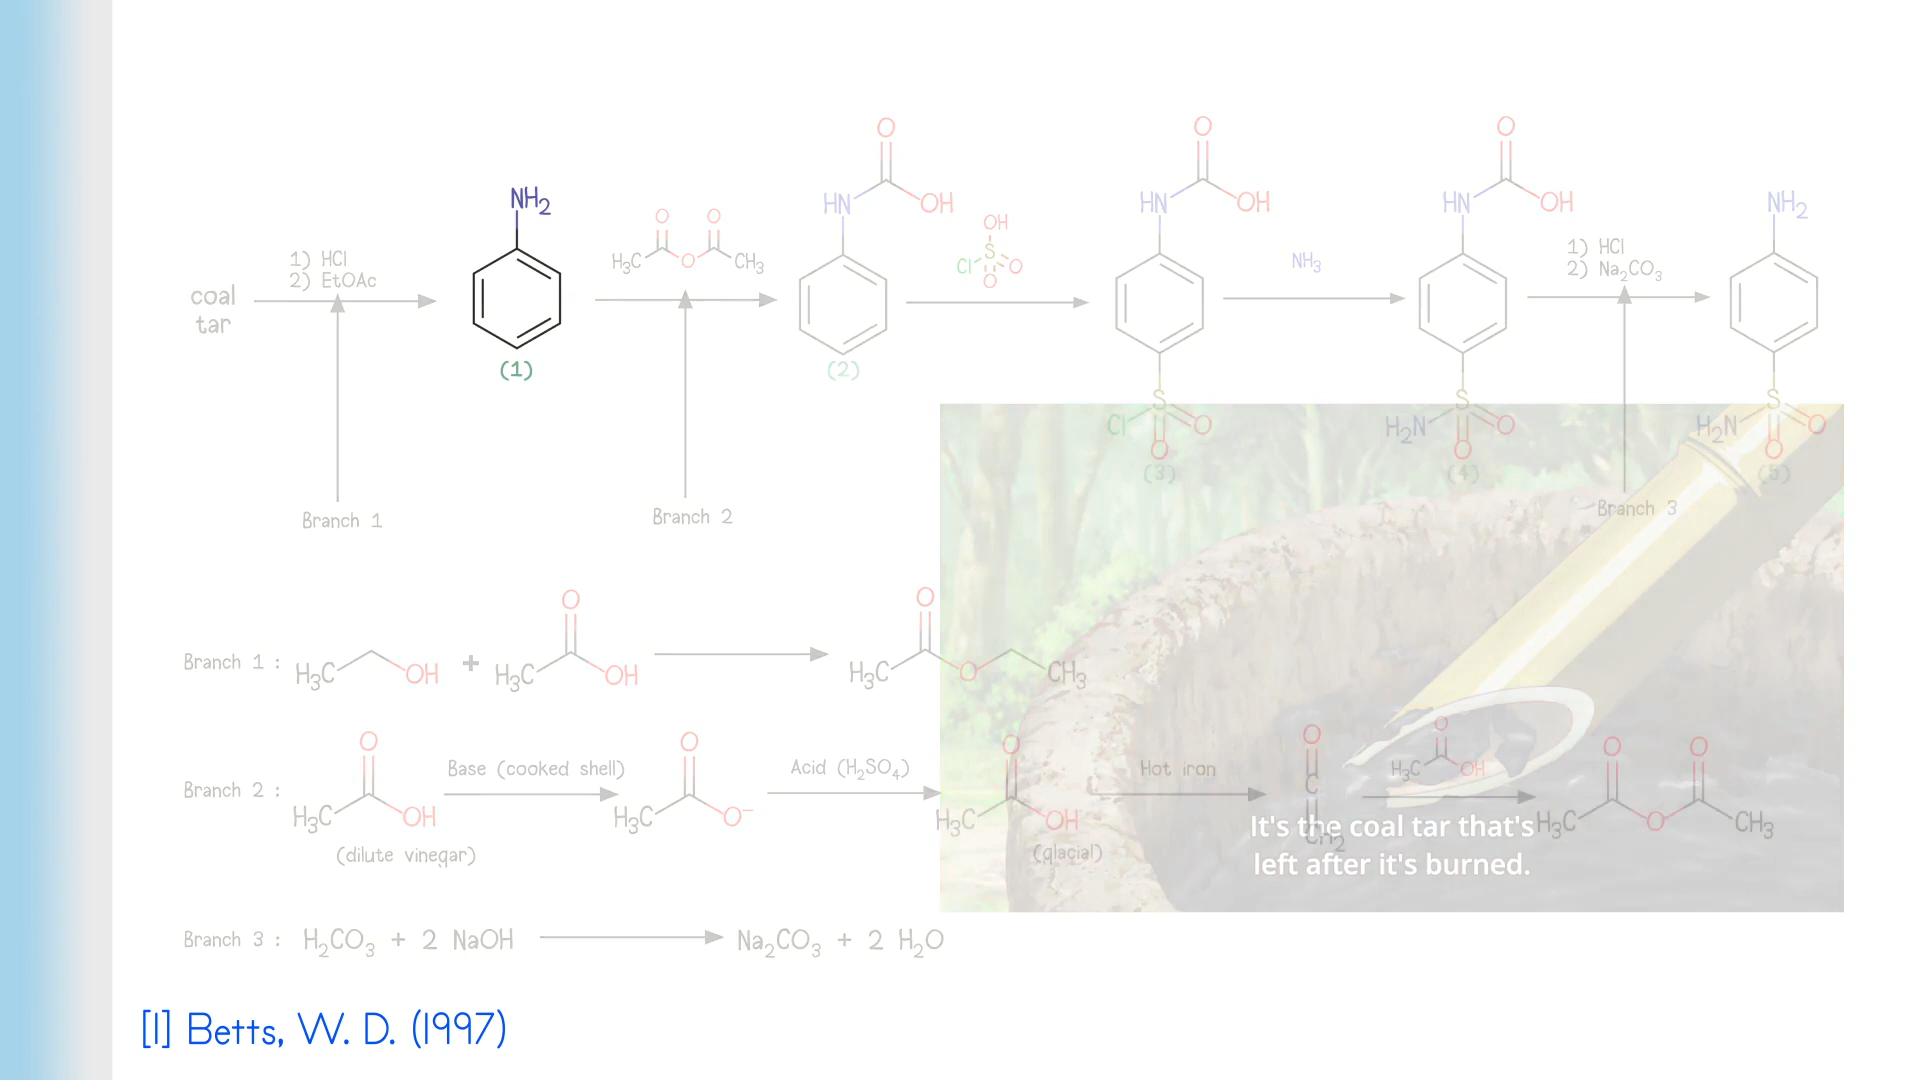 NH2
O
HN
OH
O
O
H3C
O
CH3
OH
S
Cl
O
O
O
HN
OH
NH3
O
HN
OH
1) HCl
2) Na2CO3
NH2
1) HCl
2) EtOAc
coal
tar
(1)
(2)
S
Cl
O
O
(3)
S
H2N
O
O
(4)
S
H2N
O
O
(5)
Branch 1
Branch 2
Branch 3
Branch 1 :
H3C
OH
+
H3C
O
OH
H3C
O
O
CH3
Branch 2 :
O
H3C
OH
(dilute vinegar)
Base (cooked shell)
O
H3C
O−
Acid (H2SO4)
O
H3C
OH
(glacial)
Hot iron
O
C
CH2
O
H3C
OH
O
O
H3C
O
CH3
It's the coal tar that's
left after it's burned.
Branch 3 : H2CO3 + 2 NaOH Na2CO3 + 2 H2O
[1] Betts, W. D. (1997)